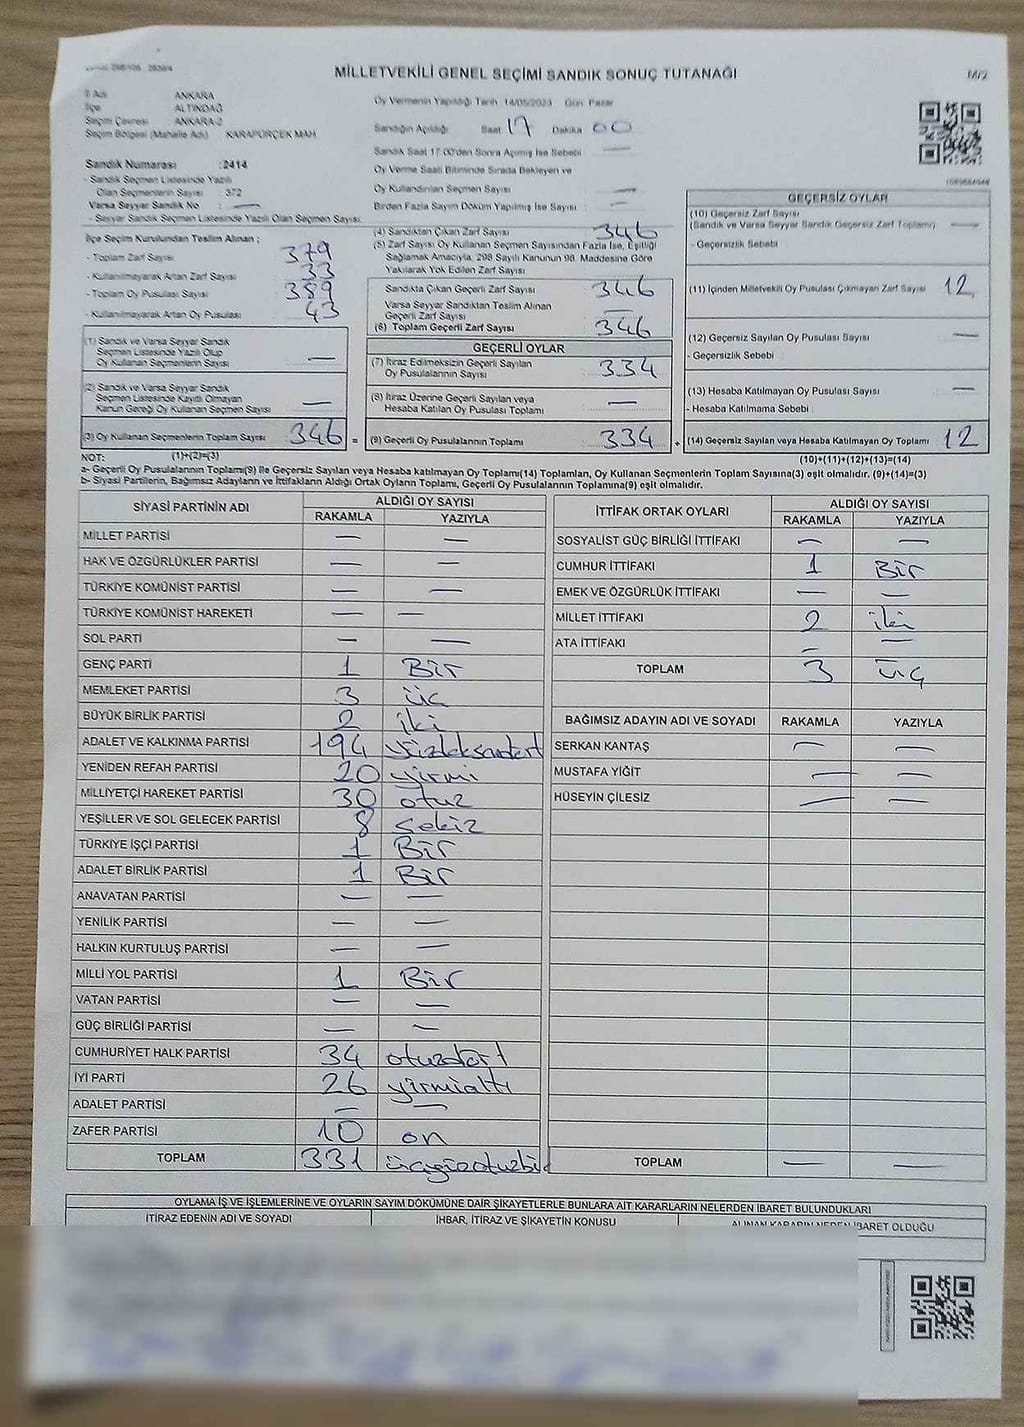 MİLLETVEKİLİ GENEL SEÇİMİ SANDIK SONUÇ TUTANAĞI
M/2
İl Adı ANKARA
İlçe ALTINDAĞ
Seçim Çevresi ANKARA-2
Seçim Bölgesi (Mahalle Adı) KARAPÜRÇEK MAH.
Sandık Numarası :2414
- Sandık Seçmen Listesinde Yazılı
Olan Seçmenlerin Sayısı : 372
Varsa Seyyar Sandık No : —
- Seyyar Sandık Seçmen Listesinde Yazılı Olan Seçmen Sayısı:
Oy Vermenin Yapıldığı Tarih 14/05/2023 Gün: Pazar
Sandığın Açıldığı Saat 17 Dakika 00
Sandık Saat 17.00'den Sonra Açılmış İse Sebebi —
Oy Verme Saati Bitiminde Sırada Bekleyen ve
Oy Kullandırılan Seçmen Sayısı —
Birden Fazla Sayım Döküm Yapılmış İse Sayısı : —
İlçe Seçim Kurulundan Teslim Alınan ;
- Toplam Zarf Sayısı : 379
- Kullanılmayarak Artan Zarf Sayısı : 33
- Toplam Oy Pusulası Sayısı : 389
- Kullanılmayarak Artan Oy Pusulası : 43
(1) Sandık ve Varsa Seyyar Sandık
Seçmen Listesinde Yazılı Olup
Oy Kullanan Seçmenlerin Sayısı : —
(2) Sandık ve Varsa Seyyar Sandık
Seçmen Listesinde Kayıtlı Olmayan
Kanun Gereği Oy Kullanan Seçmen Sayısı : —
(3) Oy Kullanan Seçmenlerin Toplam Sayısı : 346 =
(4) Sandıktan Çıkan Zarf Sayısı : 346
(5) Zarf Sayısı Oy Kullanan Seçmen Sayısından Fazla İse, Eşitliği
Sağlamak Amacıyla, 298 Sayılı Kanunun 98. Maddesine Göre
Yakılarak Yok Edilen Zarf Sayısı :
Sandıkta Çıkan Geçerli Zarf Sayısı : 346
Varsa Seyyar Sandıktan Teslim Alınan
Geçerli Zarf Sayısı : —
(6) Toplam Geçerli Zarf Sayısı : 346
GEÇERLİ OYLAR
(7) İtiraz Edilmeksizin Geçerli Sayılan
Oy Pusulalarının Sayısı : 334
(8) İtiraz Üzerine Geçerli Sayılan veya
Hesaba Katılan Oy Pusulası Toplamı : —
(9) Geçerli Oy Pusulalarının Toplamı : 334 +
GEÇERSİZ OYLAR
(10) Geçersiz Zarf Sayısı
(Sandık ve Varsa Seyyar Sandık Geçersiz Zarf Toplamı) : —
- Geçersizlik Sebebi
(11) İçinden Milletvekili Oy Pusulası Çıkmayan Zarf Sayısı : 12
(12) Geçersiz Sayılan Oy Pusulası Sayısı : —
- Geçersizlik Sebebi
(13) Hesaba Katılmayan Oy Pusulası Sayısı : —
- Hesaba Katılmama Sebebi
(14) Geçersiz Sayılan veya Hesaba Katılmayan Oy Toplamı : 12
NOT: (1)+(2)=(3) (10)+(11)+(12)+(13)=(14)
a- Geçerli Oy Pusulalarının Toplamı(9) ile Geçersiz Sayılan veya Hesaba katılmayan Oy Toplamı(14) Toplamları, Oy Kullanan Seçmenlerin Toplam Sayısına(3) eşit olmalıdır. (9)+(14)=(3)
b- Siyasi Partilerin, Bağımsız Adayların ve İttifakların Aldığı Ortak Oyların Toplamı, Geçerli Oy Pusulalarının Toplamına(9) eşit olmalıdır.
SİYASİ PARTİNİN ADI ALDIĞI OY SAYISI
RAKAMLA YAZIYLA
MİLLET PARTİSİ — —
HAK VE ÖZGÜRLÜKLER PARTİSİ — —
TÜRKİYE KOMÜNİST PARTİSİ — —
TÜRKİYE KOMÜNİST HAREKETİ — —
SOL PARTİ — —
GENÇ PARTİ 1 Bir
MEMLEKET PARTİSİ 3 üç
BÜYÜK BİRLİK PARTİSİ 2 iki
ADALET VE KALKINMA PARTİSİ 194 yüzdoksandört
YENİDEN REFAH PARTİSİ 20 yirmi
MİLLİYETÇİ HAREKET PARTİSİ 30 otuz
YEŞİLLER VE SOL GELECEK PARTİSİ 8 sekiz
TÜRKİYE İŞÇİ PARTİSİ 1 Bir
ADALET BİRLİK PARTİSİ 1 Bir
ANAVATAN PARTİSİ — —
YENİLİK PARTİSİ — —
HALKIN KURTULUŞ PARTİSİ — —
MİLLİ YOL PARTİSİ 1 Bir
VATAN PARTİSİ — —
GÜÇ BİRLİĞİ PARTİSİ — —
CUMHURİYET HALK PARTİSİ 34 otuzdört
İYİ PARTİ 26 yirmialtı
ADALET PARTİSİ — —
ZAFER PARTİSİ 10 on
TOPLAM 331 üçyüzotuzbir
İTTİFAK ORTAK OYLARI ALDIĞI OY SAYISI
RAKAMLA YAZIYLA
SOSYALİST GÜÇ BİRLİĞİ İTTİFAKI — —
CUMHUR İTTİFAKI 1 Bir
EMEK VE ÖZGÜRLÜK İTTİFAKI — —
MİLLET İTTİFAKI 2 iki
ATA İTTİFAKI — —
TOPLAM 3 üç
BAĞIMSIZ ADAYIN ADI VE SOYADI RAKAMLA YAZIYLA
SERKAN KANTAŞ — —
MUSTAFA YİĞİT — —
HÜSEYİN ÇİLESİZ — —
TOPLAM — —
OYLAMA İŞ VE İŞLEMLERİNE VE OYLARIN SAYIM DÖKÜMÜNE DAİR ŞİKAYETLERLE BUNLARA AİT KARARLARIN NELERDEN İBARET BULUNDUKLARI
İTİRAZ EDENİN ADI VE SOYADI İHBAR, İTİRAZ VE ŞİKAYETİN KONUSU ALINAN KARARIN NEDEN İBARET OLDUĞU